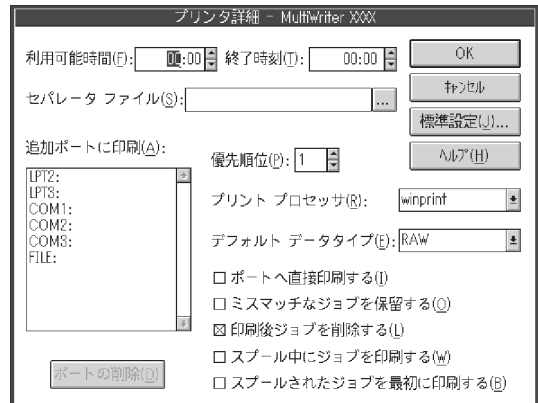 プリンタ詳細 - MultiWriter XXX
利用可能時間(F): 00:00 終了時刻(T): 00:00
OK
キャンセル
セパレータ ファイル(S): ...
標準設定(J)...
追加ポートに印刷(A):
ヘルプ(H)
優先順位(P): 1
LPT2:
LPT3:
COM1:
COM2:
COM3:
FILE:
プリント プロセッサ(R): winprint
デフォルト データタイプ(E): RAW
ポートへ直接印刷する(I)
ミスマッチなジョブを保留する(O)
印刷後ジョブを削除する(L)
スプール中にジョブを印刷する(W)
スプールされたジョブを最初に印刷する(B)
ポートの削除(D)